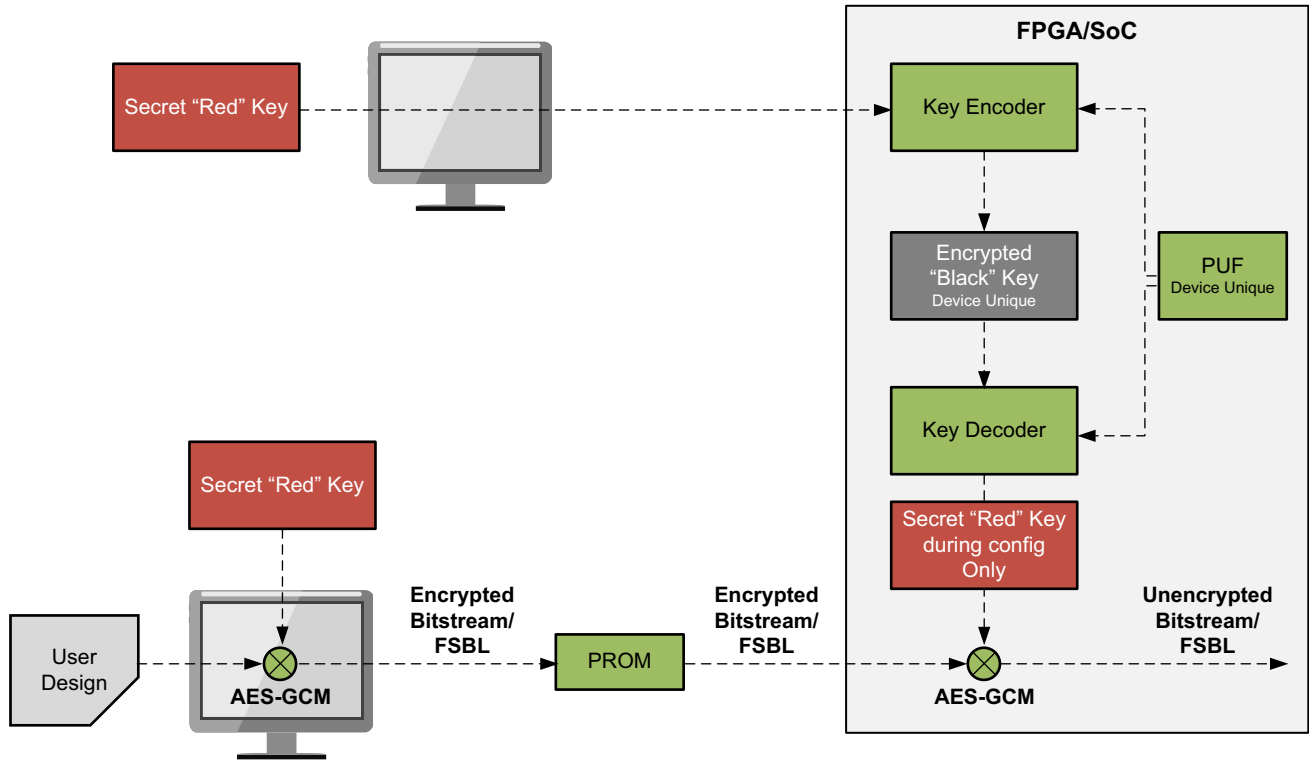 FPGA/SoC
Secret “Red” Key
Key Encoder
Encrypted
“Black” Key
Device Unique
PUF
Device Unique
Key Decoder
Secret “Red” Key
Secret “Red” Key
during config
Only
User
Design
AES-GCM
Encrypted
Bitstream/
FSBL
PROM
Encrypted
Bitstream/
FSBL
AES-GCM
Unencrypted
Bitstream/
FSBL